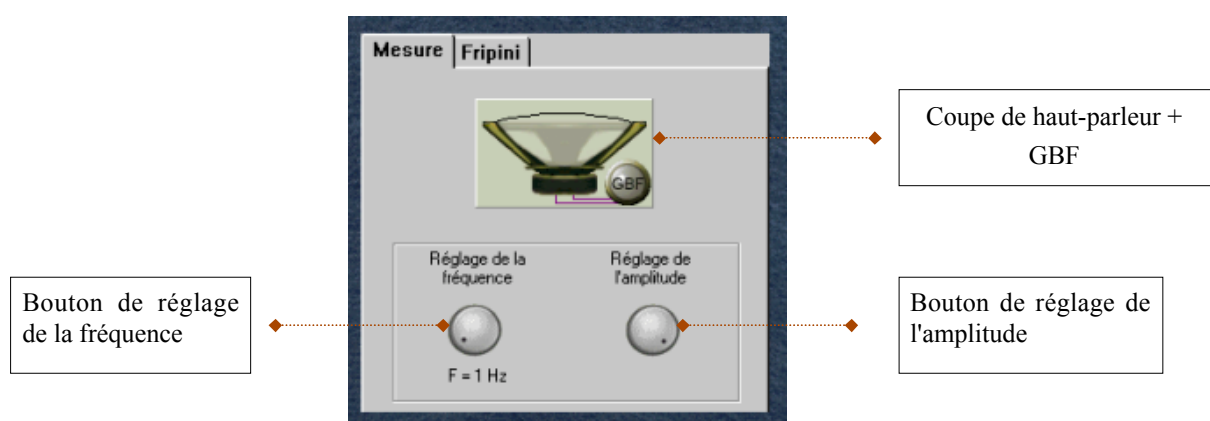 Mesure Fripini
GBF
Coupe de haut-parleur +
GBF
Réglage de la
fréquence
Réglage de
l'amplitude
F = 1 Hz
Bouton de réglage
de la fréquence
Bouton de réglage de
l'amplitude